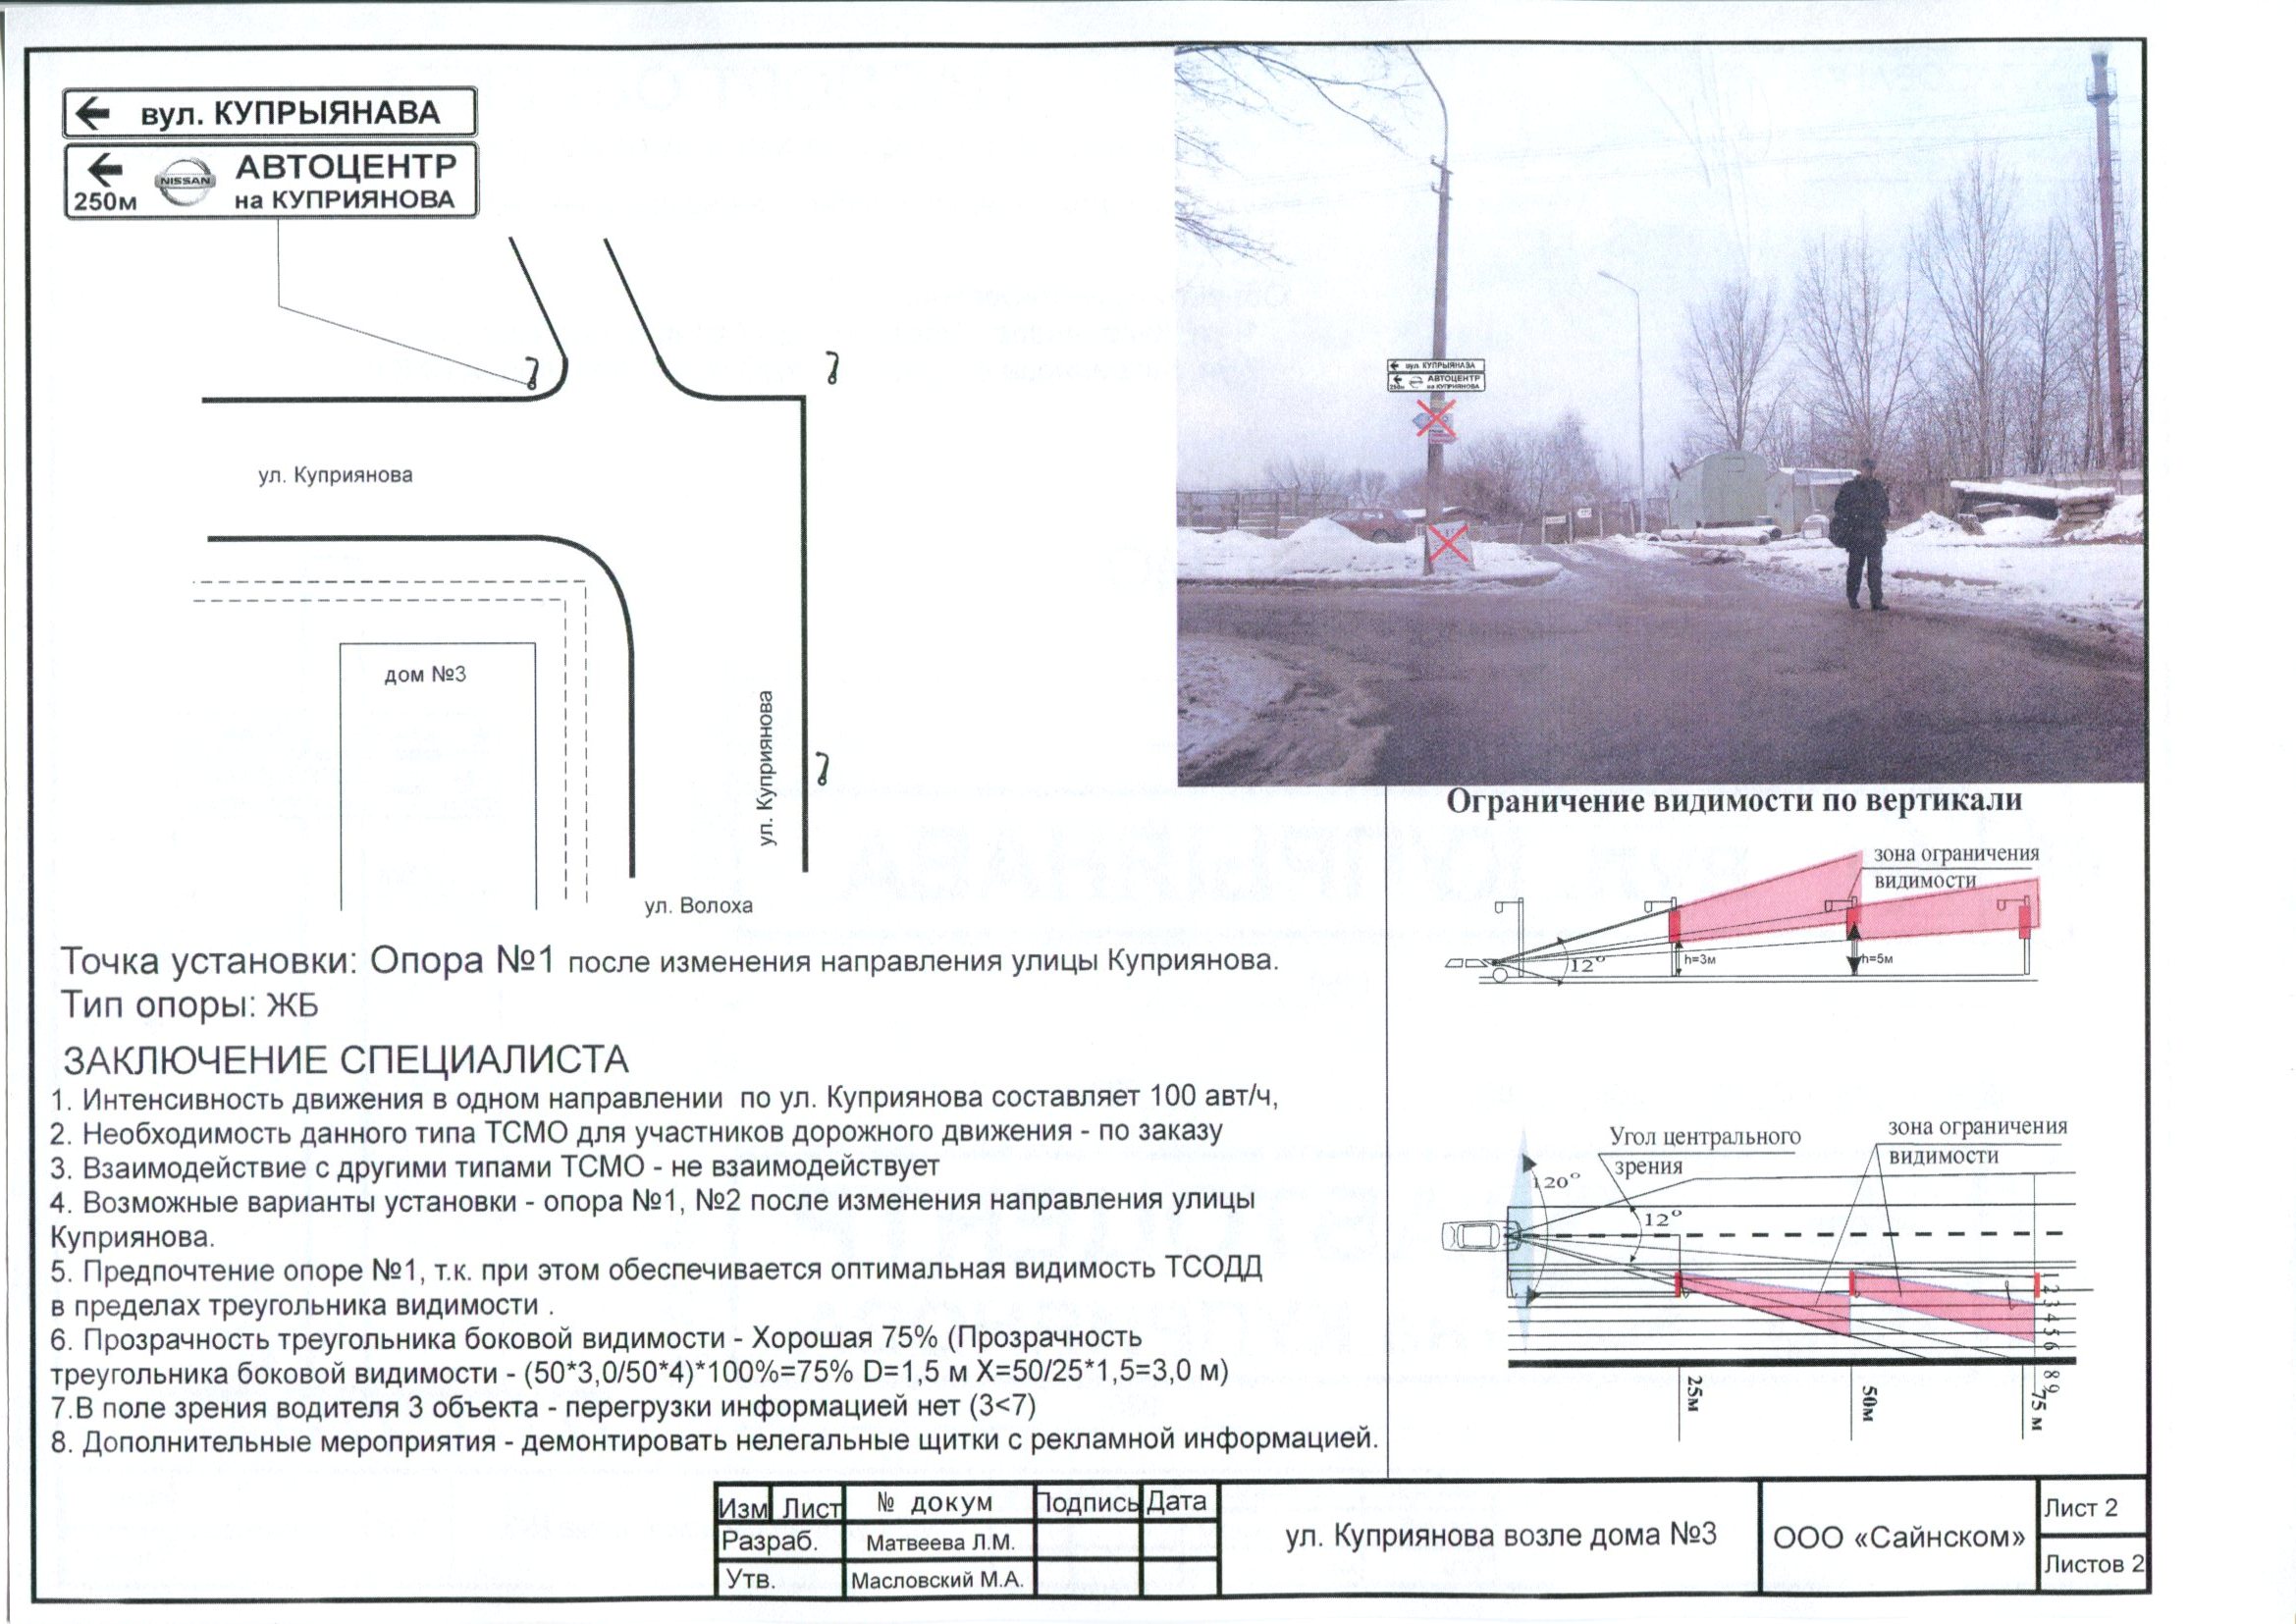 вул. КУПРЫЯНАВА
NISSAN
АВТОЦЕНТР
250м
на КУПРИЯНОВА
вул. КУПРЫЯНАВА
АВТОЦЕНТР
250м
на КУПРИЯНОВА
ул. Куприянова
дом №3
ул. Куприянова
ул. Волоха
Ограничение видимости по вертикали
зона ограничения
видимости
12°
h=3м
h=5м
Точка установки: Опора №1 после изменения направления улицы Куприянова.
Тип опоры: ЖБ
ЗАКЛЮЧЕНИЕ СПЕЦИАЛИСТА
1. Интенсивность движения в одном направлении по ул. Куприянова составляет 100 авт/ч,
2. Необходимость данного типа ТСМО для участников дорожного движения - по заказу
3. Взаимодействие с другими типами ТСМО - не взаимодействует
4. Возможные варианты установки - опора №1, №2 после изменения направления улицы
Куприянова.
5. Предпочтение опоре №1, т.к. при этом обеспечивается оптимальная видимость ТСОДД
в пределах треугольника видимости .
6. Прозрачность треугольника боковой видимости - Хорошая 75% (Прозрачность
треугольника боковой видимости - (50*3,0/50*4)*100%=75% D=1,5 м X=50/25*1,5=3,0 м)
7.В поле зрения водителя 3 объекта - перегрузки информацией нет (3<7)
8. Дополнительные мероприятия - демонтировать нелегальные щитки с рекламной информацией.
Угол центрального
зрения
зона ограничения
видимости
120°
12°
1 2 3 4 5 6 8 9
25м
50м
75 м
Изм Лист № докум Подпись Дата
Разраб. Матвеева Л.М.
Утв. Масловский М.А.
ул. Куприянова возле дома №3
ООО «Сайнском»
Лист 2
Листов 2